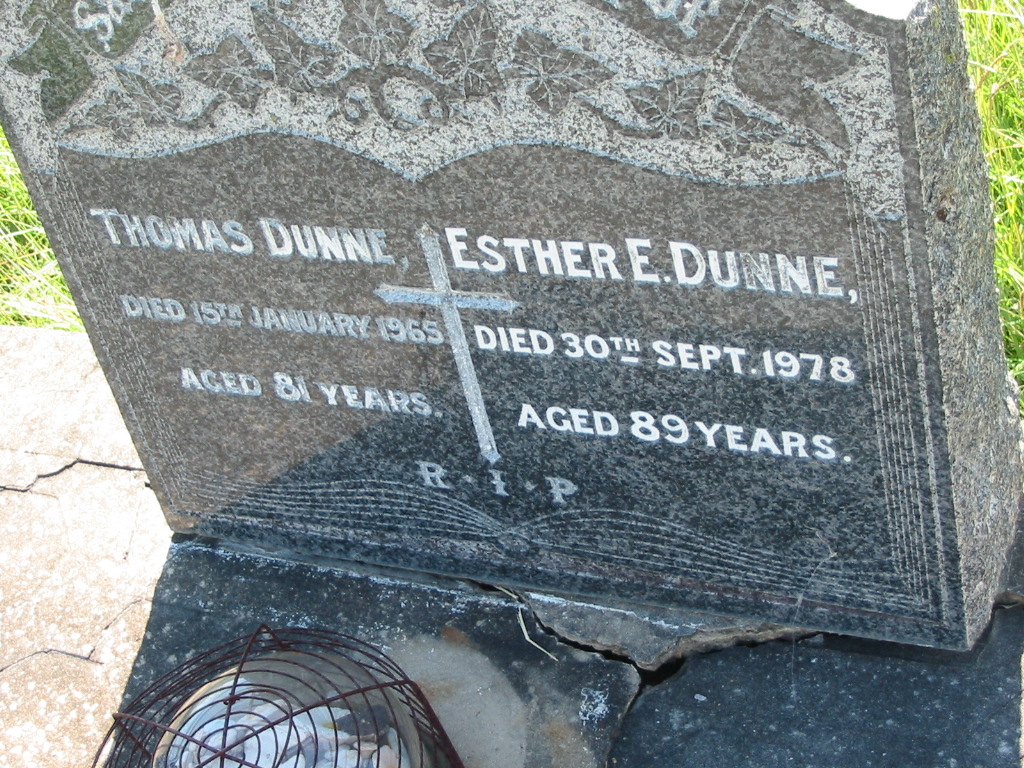 THOMAS DUNNE,
DIED 15TH JANUARY 1965
AGED 81 YEARS.
ESTHER E. DUNNE,
DIED 30TH SEPT. 1978
AGED 89 YEARS.
R · I · P